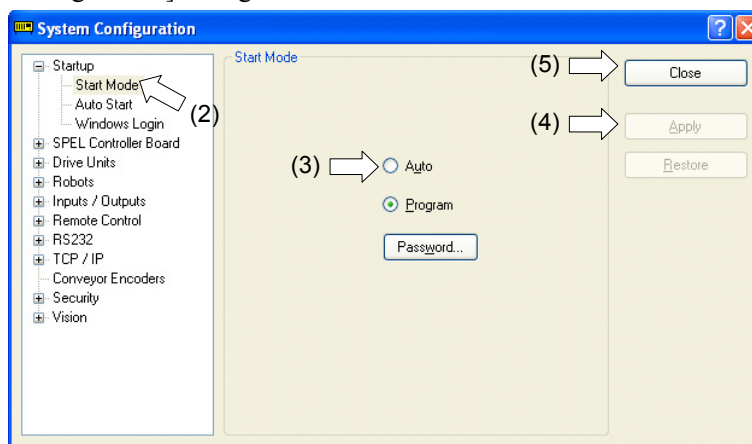 System Configuration
Startup
Start Mode
Auto Start
Windows Login
SPEL Controller Board
Drive Units
Robots
Inputs / Outputs
Remote Control
RS232
TCP / IP
Conveyor Encoders
Security
Vision
(2)
Start Mode
(3)
Auto
Program
Password...
(5)
Close
(4)
Apply
Restore